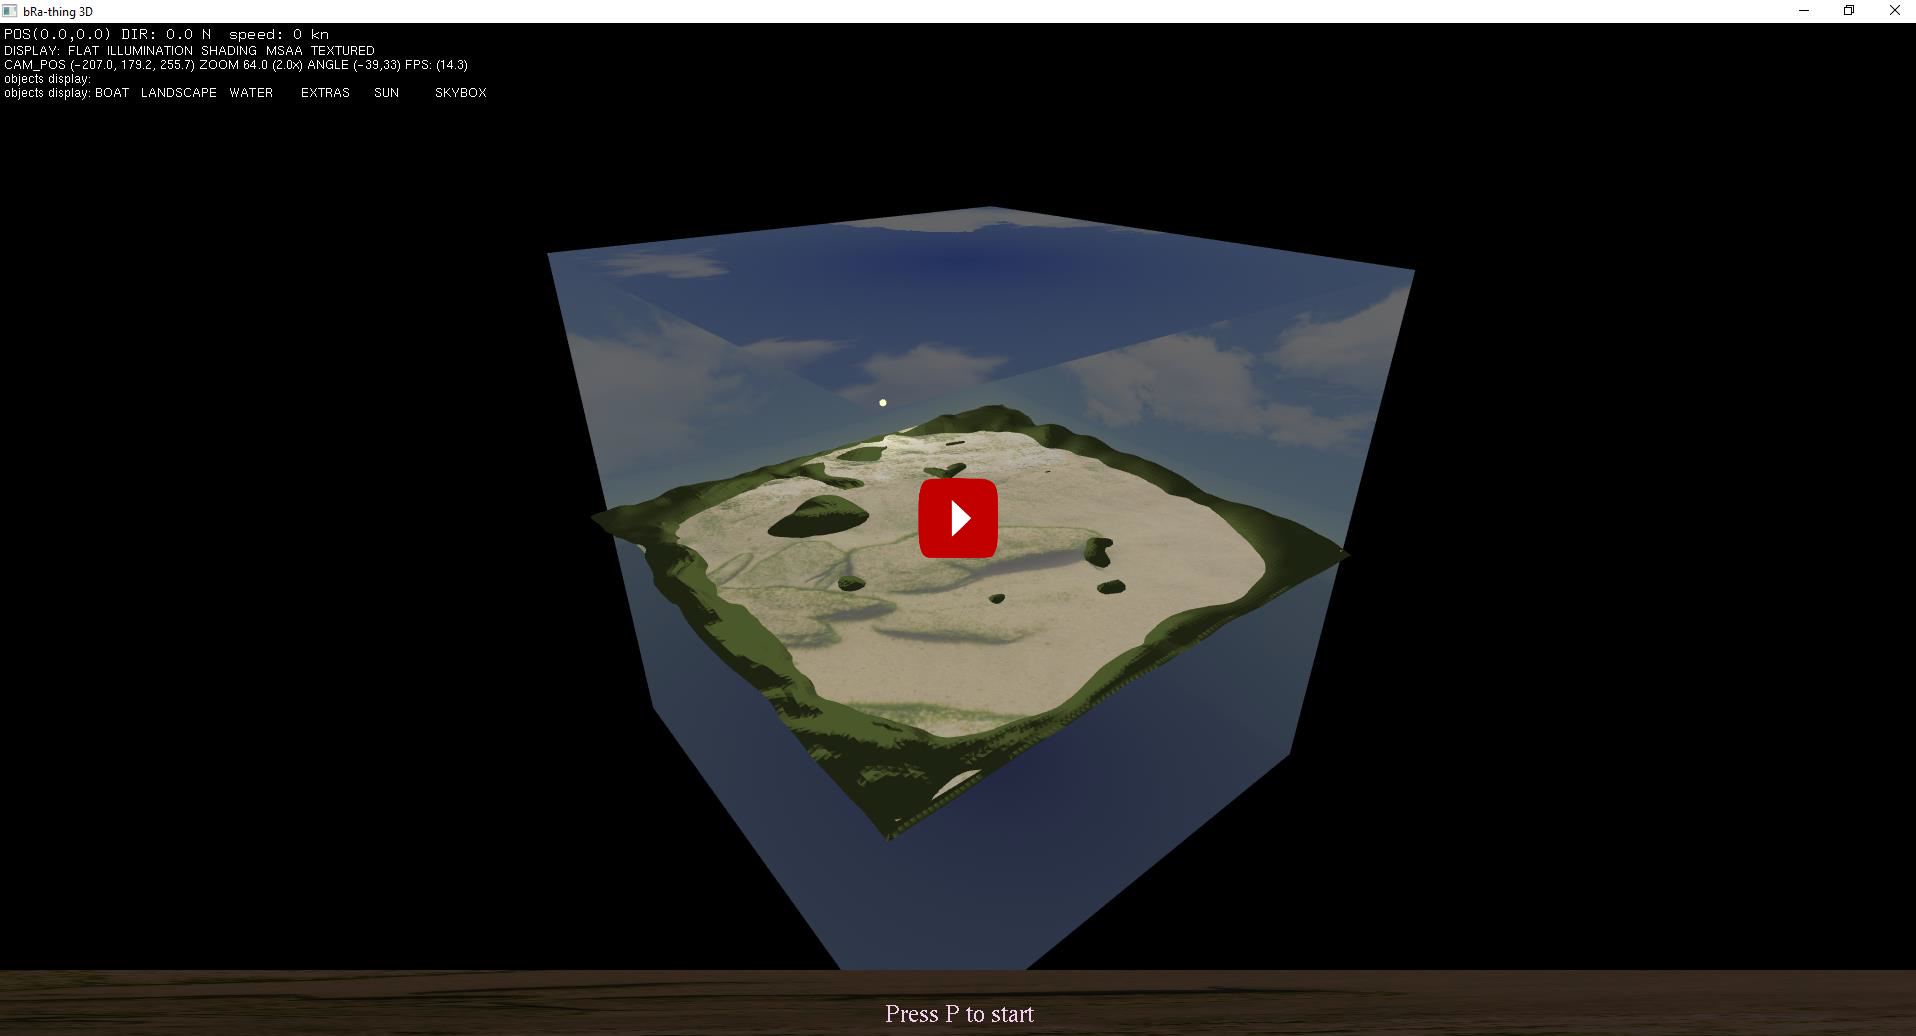 bRa-thing 3D
POS(0.0,0.0) DIR: 0.0 N speed: 0 kn
DISPLAY: FLAT ILLUMINATION SHADING MSAA TEXTURED
CAM_POS (-207.0, 179.2, 255.7) ZOOM 64.0 (2.0x) ANGLE (-39,33) FPS: (14.3)
objects display:
objects display: BOAT LANDSCAPE WATER EXTRAS SUN SKYBOX
Press P to start